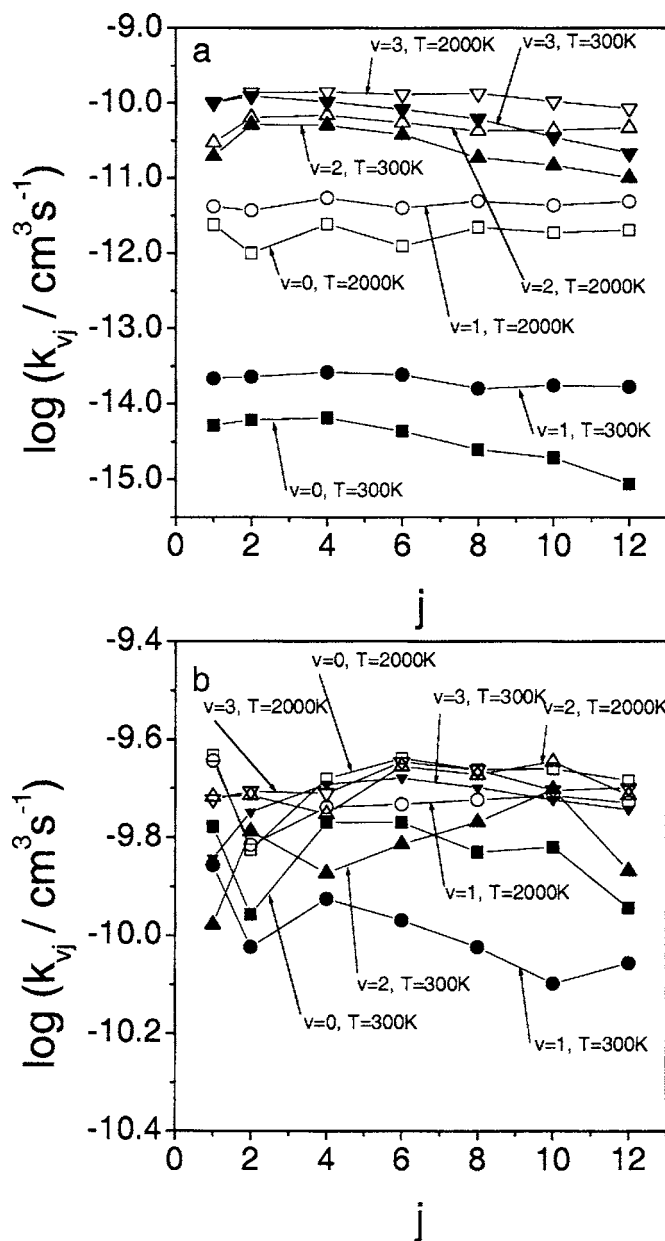 a
v=3, T=2000K
v=3, T=300K
v=2, T=300K
v=0, T=2000K
v=2, T=2000K
v=1, T=2000K
v=1, T=300K
v=0, T=300K
log (k_vj / cm³s⁻¹)
-9.0
-10.0
-11.0
-12.0
-13.0
-14.0
-15.0
0 2 4 6 8 10 12
j
b
v=0, T=2000K
v=3, T=2000K
v=3, T=300K
v=2, T=2000K
v=1, T=2000K
v=2, T=300K
v=0, T=300K
v=1, T=300K
log (k_vj / cm³s⁻¹)
-9.4
-9.6
-9.8
-10.0
-10.2
-10.4
0 2 4 6 8 10 12
j